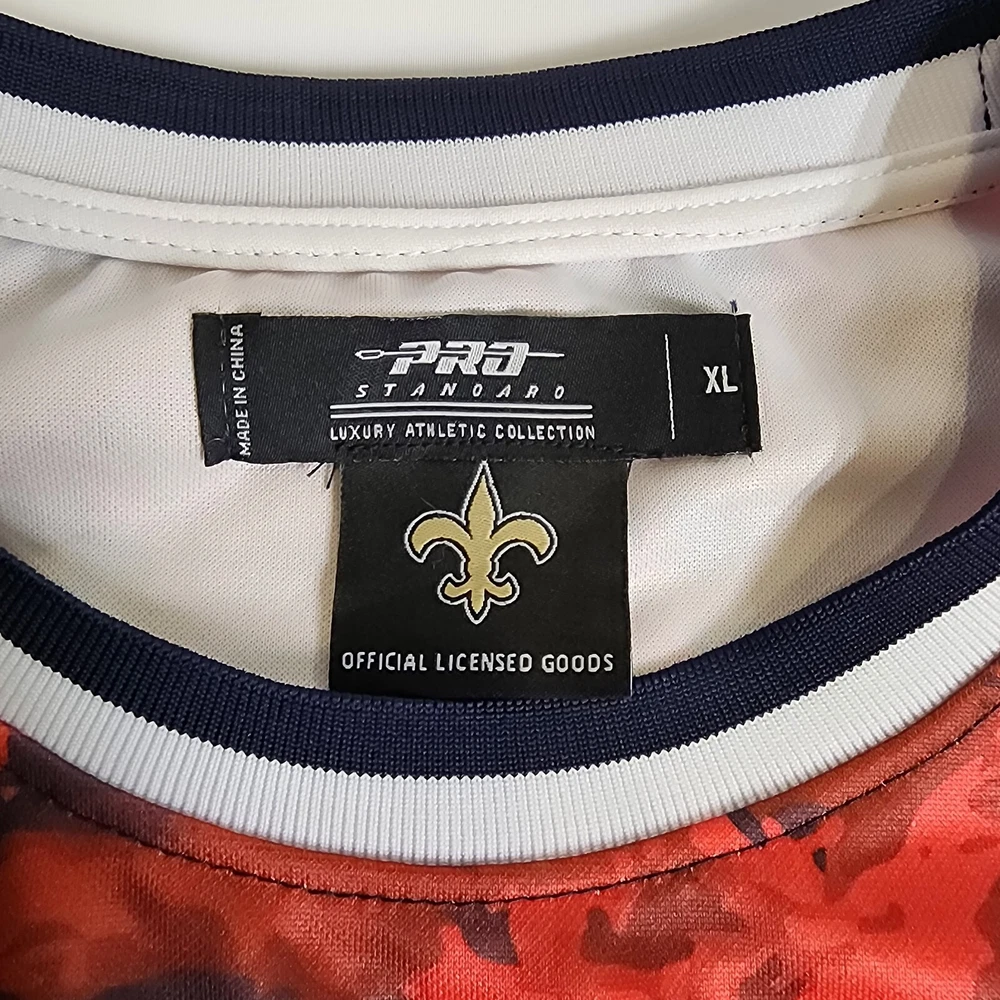 MADE IN CHINA
PRO
STANDARD
LUXURY ATHLETIC COLLECTION
XL
OFFICIAL LICENSED GOODS